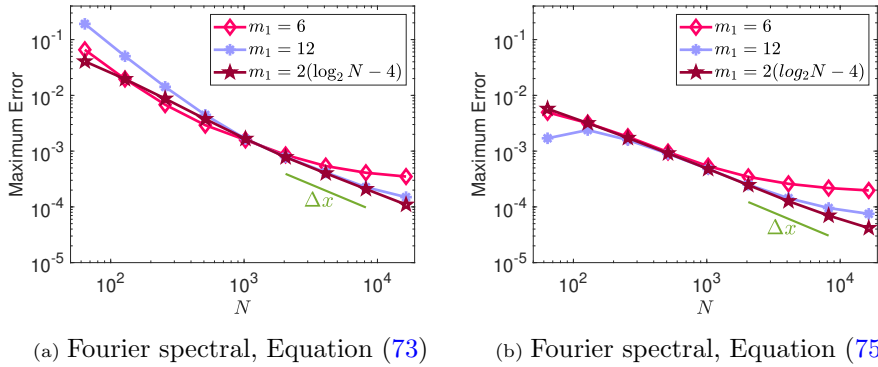 Maximum Error
10^{-1}
10^{-2}
10^{-3}
10^{-4}
10^{-5}
m_1 = 6
m_1 = 12
m_1 = 2(log_2 N − 4)
Δx
10^2
10^3
10^4
N
(a) Fourier spectral, Equation (73)
Maximum Error
10^{-1}
10^{-2}
10^{-3}
10^{-4}
10^{-5}
m_1 = 6
m_1 = 12
m_1 = 2(log_2 N − 4)
Δx
10^2
10^3
10^4
N
(b) Fourier spectral, Equation (75